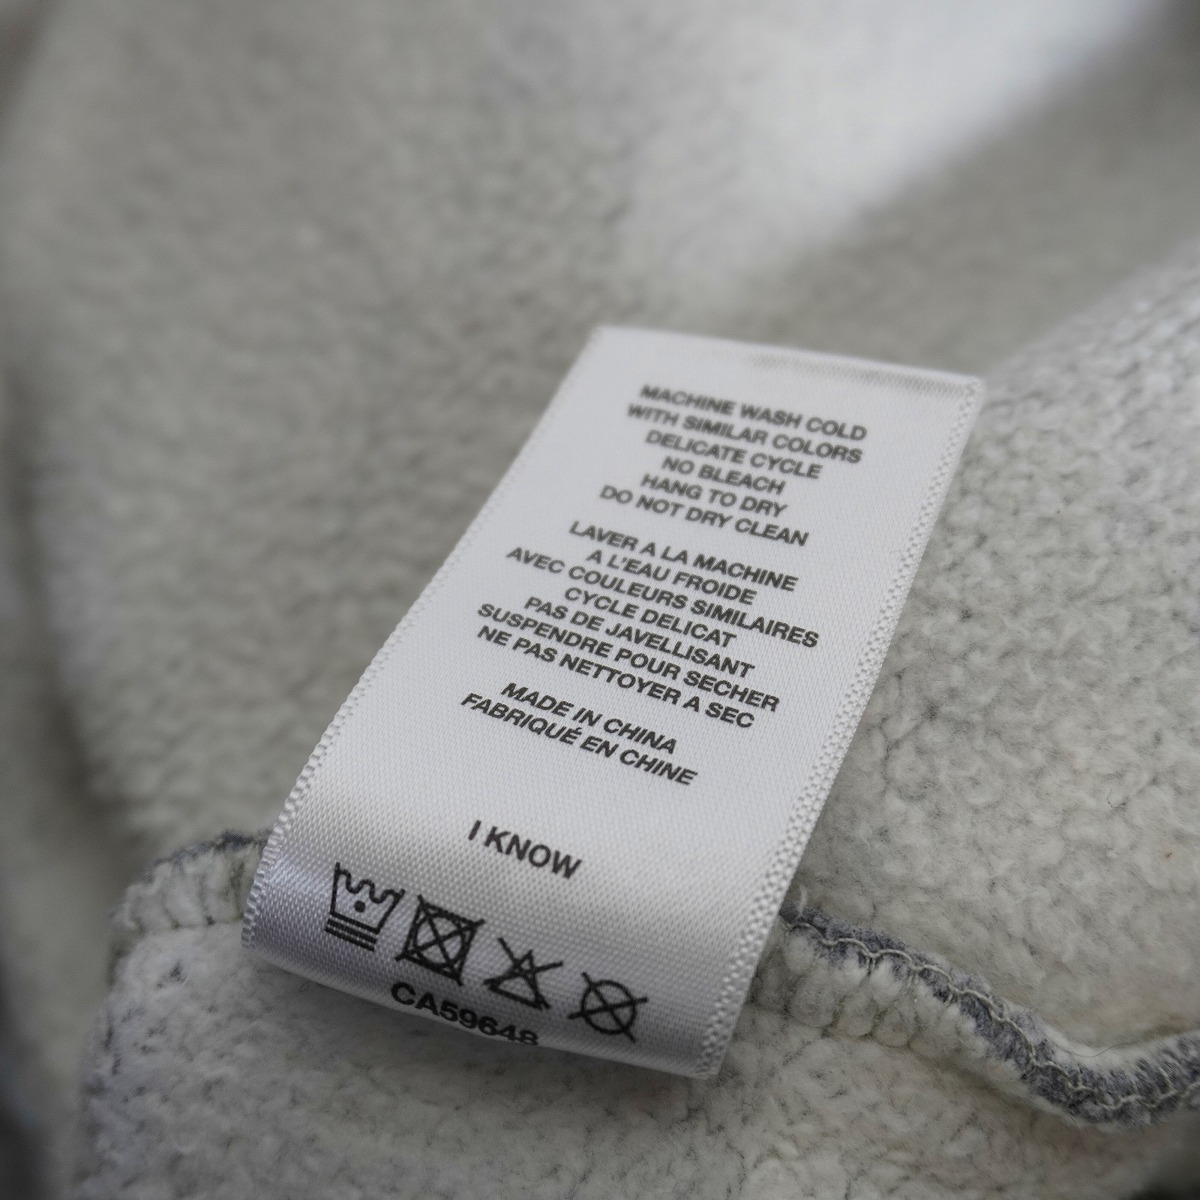 MACHINE WASH COLD
WITH SIMILAR COLORS
DELICATE CYCLE
NO BLEACH
HANG TO DRY
DO NOT DRY CLEAN
LAVER A LA MACHINE
A L'EAU FROIDE
AVEC COULEURS SIMILAIRES
CYCLE DELICAT
PAS DE JAVELLISANT
SUSPENDRE POUR SECHER
NE PAS NETTOYER A SEC
MADE IN CHINA
FABRIQUÉ EN CHINE
I KNOW
CA59648